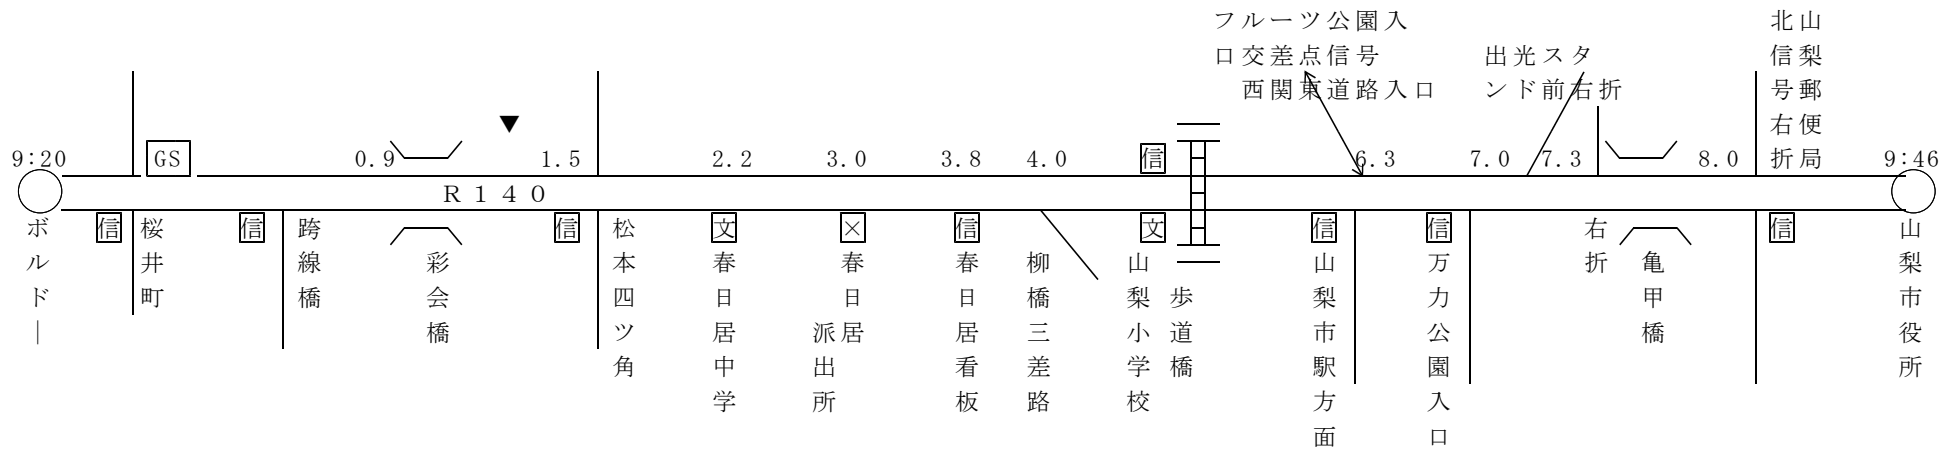 フルーツ公園入
口交差点信号
西関東道路入口
出光スタ
ンド前右折
山梨郵便局
北信号右折
9:20
GS
0.9
▼
1.5
2.2
3.0
3.8
4.0
信
6.3
7.0
7.3
8.0
9:46
R140
ボルドー
信
桜井町
信
跨線橋
彩会橋
信
松本四ツ角
文
春日居中学
×
春日居
派出所
信
春日居看板
柳橋三差路
文
山梨小学校
歩道橋
信
山梨市駅方面
信
万力公園入口
右折
亀甲橋
信
山梨市役所